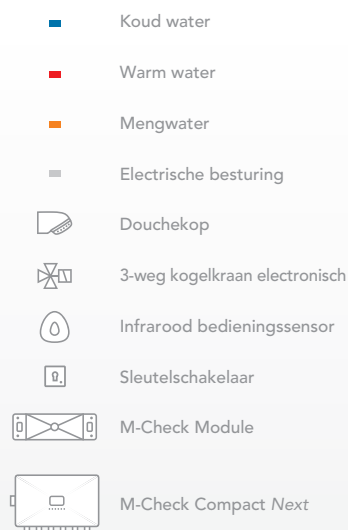 Koud water
Warm water
Mengwater
Electrische besturing
Douchekop
3-weg kogelkraan electronisch
Infrarood bedieningssensor
Sleutelschakelaar
M-Check Module
M-Check Compact Next